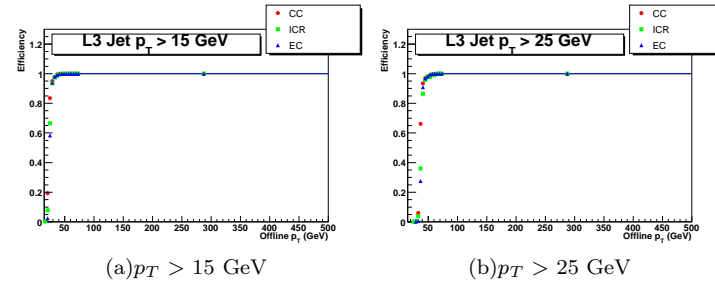 CC
ICR
EC
L3 Jet p_T > 15 GeV
Efficiency
1.2
1
0.8
0.6
0.4
0.2
0
50 100 150 200 250 300 350 400 450 500
Offline p_T (GeV)
(a)p_T > 15 GeV
CC
ICR
EC
L3 Jet p_T > 25 GeV
Efficiency
1.2
1
0.8
0.6
0.4
0.2
0
50 100 150 200 250 300 350 400 450 500
Offline p_T (GeV)
(b)p_T > 25 GeV